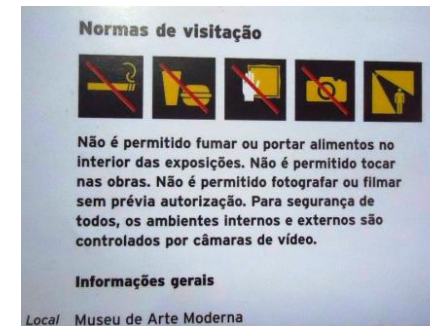 Normas de visitação
Não é permitido fumar ou portar alimentos no
interior das exposições. Não é permitido tocar
nas obras. Não é permitido fotografar ou filmar
sem prévia autorização. Para segurança de
todos, os ambientes internos e externos são
controlados por câmaras de vídeo.
Informações gerais
Local Museu de Arte Moderna